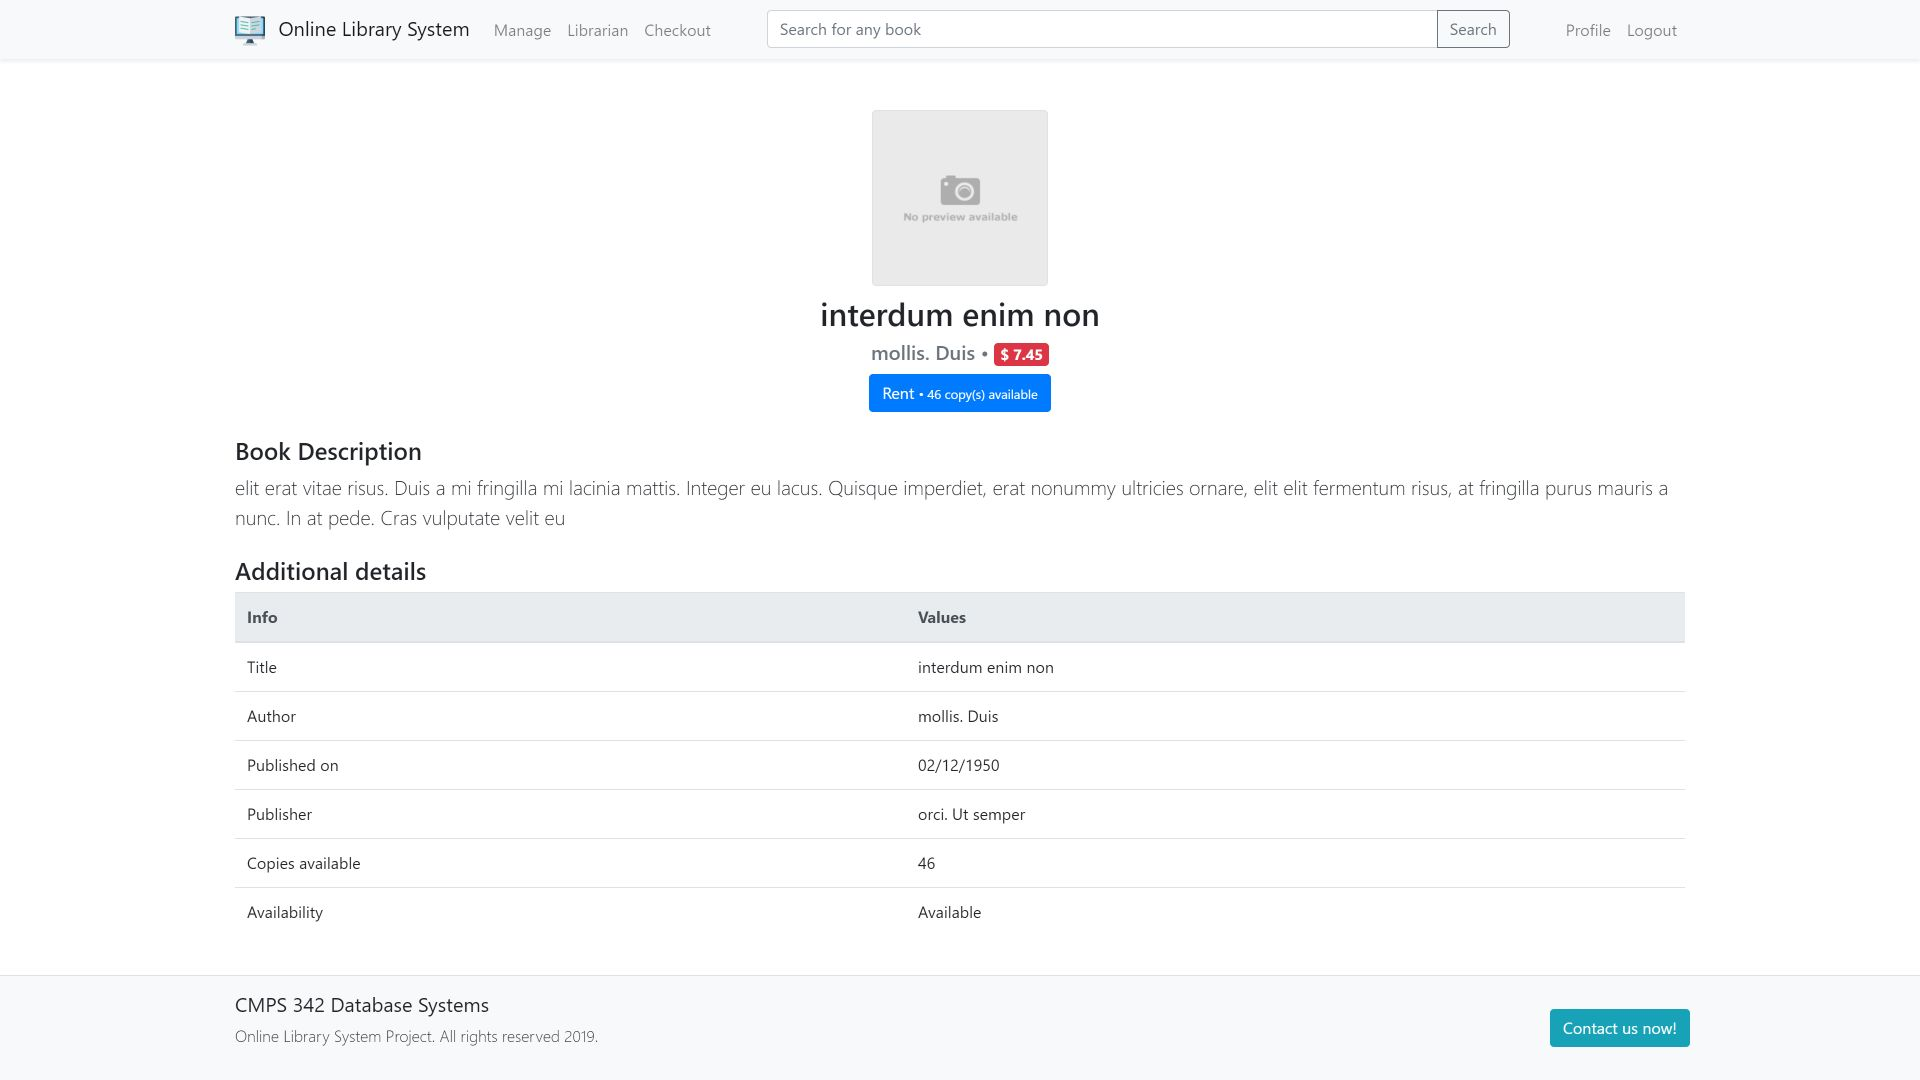 Online Library System Manage Librarian Checkout Search for any book Search Profile Logout
No preview available
interdum enim non
mollis. Duis • $ 7.45
Rent • 46 copy(s) available
Book Description
elit erat vitae risus. Duis a mi fringilla mi lacinia mattis. Integer eu lacus. Quisque imperdiet, erat nonummy ultricies ornare, elit elit fermentum risus, at fringilla purus mauris a
nunc. In at pede. Cras vulputate velit eu
Additional details
Info Values
Title interdum enim non
Author mollis. Duis
Published on 02/12/1950
Publisher orci. Ut semper
Copies available 46
Availability Available
CMPS 342 Database Systems
Online Library System Project. All rights reserved 2019.
Contact us now!